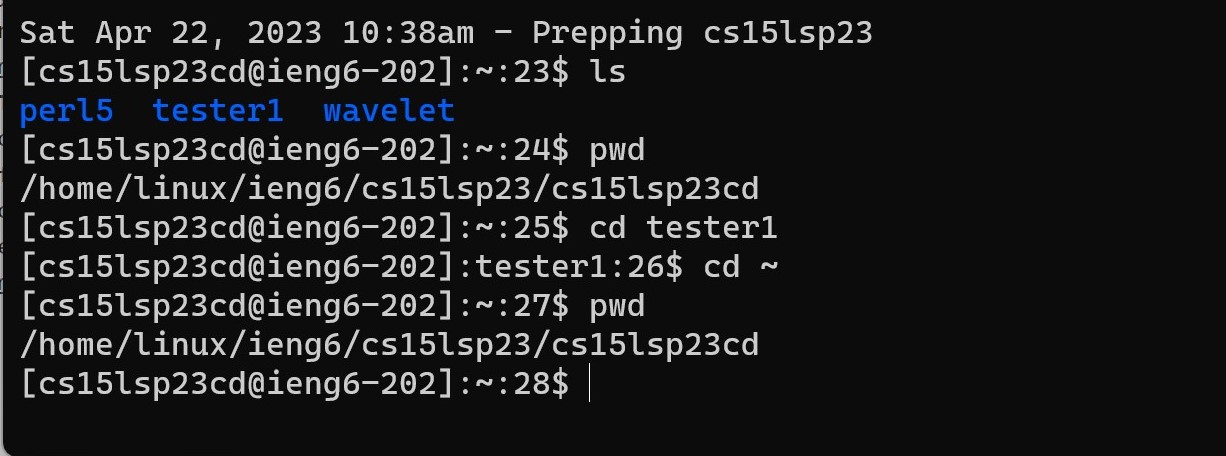 Sat Apr 22, 2023 10:38am - Prepping cs15lsp23
[cs15lsp23cd@ieng6-202]:~:23$ ls
perl5  tester1  wavelet
[cs15lsp23cd@ieng6-202]:~:24$ pwd
/home/linux/ieng6/cs15lsp23/cs15lsp23cd
[cs15lsp23cd@ieng6-202]:~:25$ cd tester1
[cs15lsp23cd@ieng6-202]:tester1:26$ cd ~
[cs15lsp23cd@ieng6-202]:~:27$ pwd
/home/linux/ieng6/cs15lsp23/cs15lsp23cd
[cs15lsp23cd@ieng6-202]:~:28$